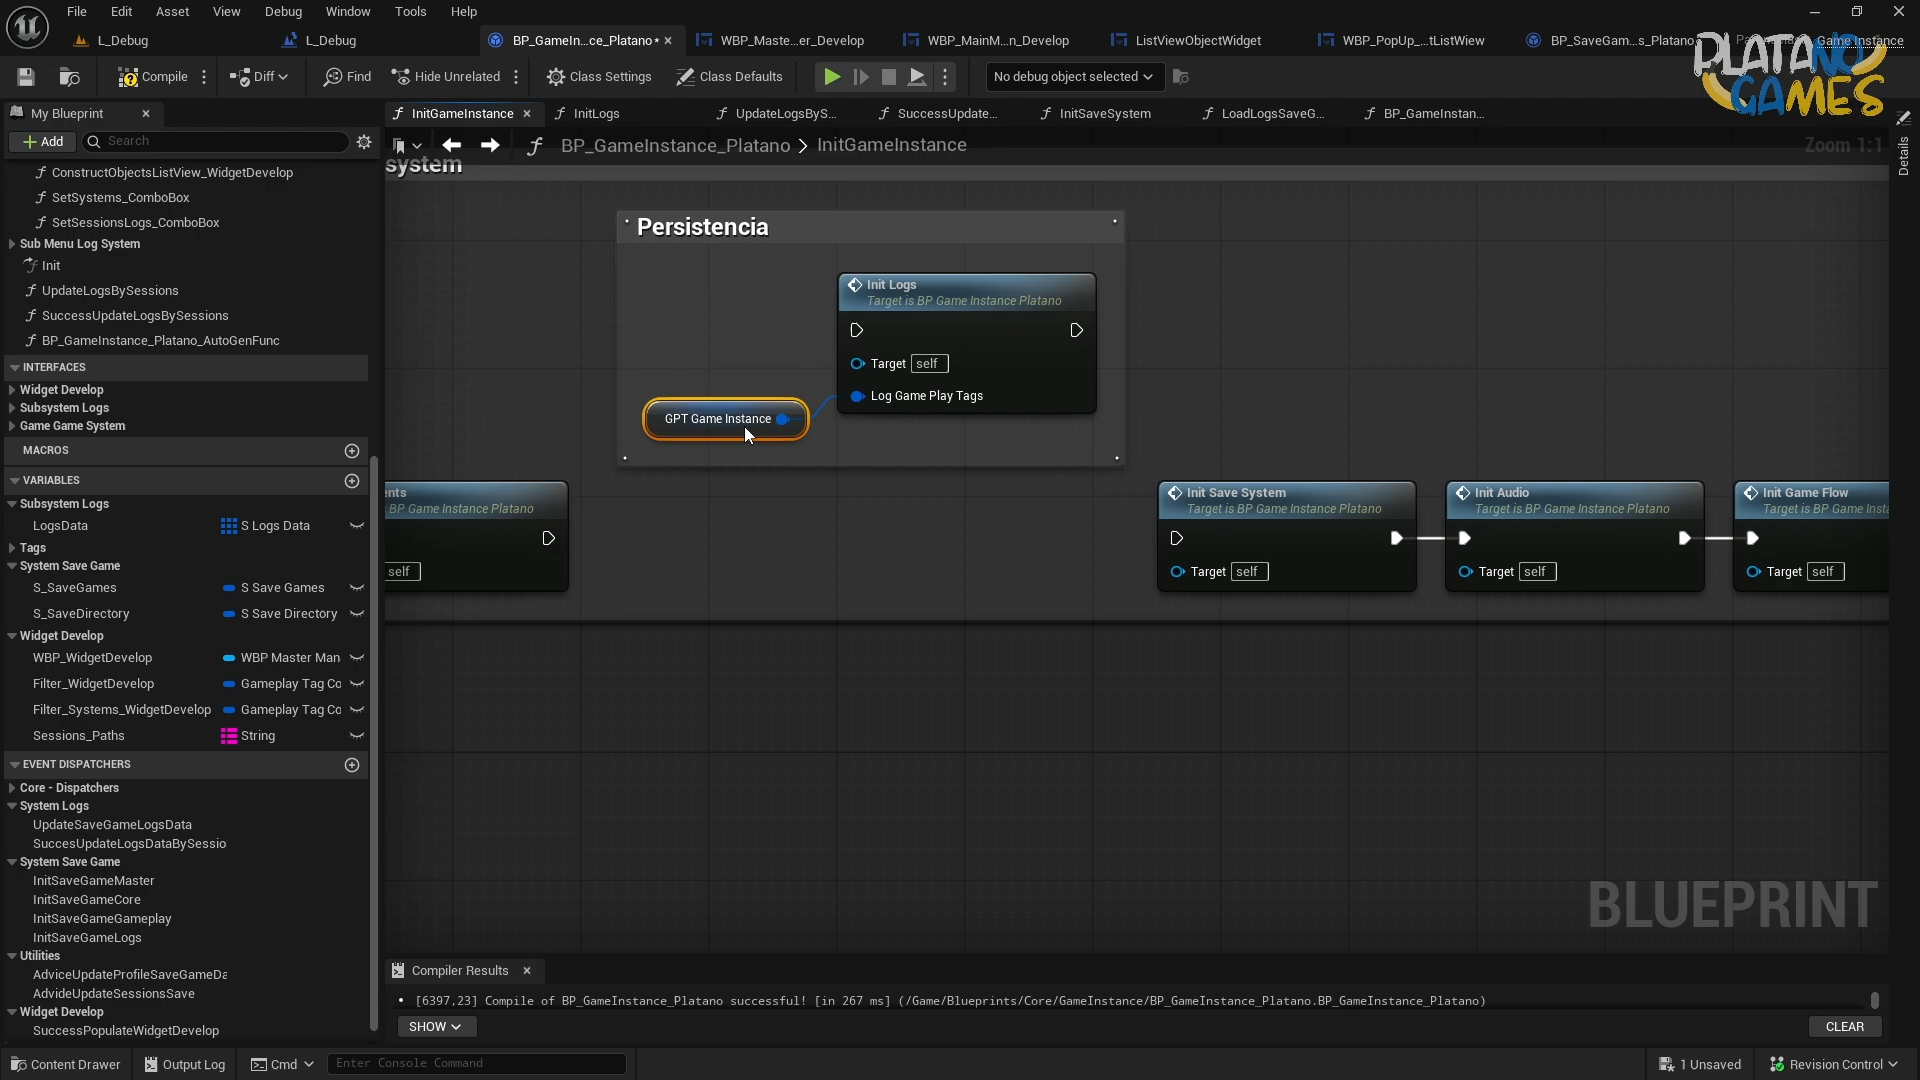 File Edit Asset View Debug Window Tools Help
L_Debug
L_Debug
BP_GameIn...ce_Platano•
WBP_Maste...er_Develop
WBP_MainM...n_Develop
ListViewObjectWidget
WBP_PopUp_...tListWiew
BP_SaveGam...s_Platano
Game Instance
PLATANO GAMES
Compile
Diff
Find
Hide Unrelated
Class Settings
Class Defaults
No debug object selected
My Blueprint
InitGameInstance
InitLogs
UpdateLogsByS...
SuccessUpdate...
InitSaveSystem
LoadLogsSaveG...
BP_GameInstan...
Add
Search
BP_GameInstance_Platano > InitGameInstance
Zoom 1:1
Details
system
ConstructObjectsListView_WidgetDevelop
SetSystems_ComboBox
SetSessionsLogs_ComboBox
Sub Menu Log System
Init
UpdateLogsBySessions
SuccessUpdateLogsBySessions
BP_GameInstance_Platano_AutoGenFunc
INTERFACES
Widget Develop
Subsystem Logs
Game Game System
MACROS
VARIABLES
Subsystem Logs
LogsData S Logs Data
Tags
System Save Game
S_SaveGames S Save Games
S_SaveDirectory S Save Directory
Widget Develop
WBP_WidgetDevelop WBP Master Man
Filter_WidgetDevelop Gameplay Tag Co
Filter_Systems_WidgetDevelop Gameplay Tag Co
Sessions_Paths String
EVENT DISPATCHERS
Core - Dispatchers
System Logs
UpdateSaveGameLogsData
SuccesUpdateLogsDataBySessio
System Save Game
InitSaveGameMaster
InitSaveGameCore
InitSaveGameGameplay
InitSaveGameLogs
Utilities
AdviceUpdateProfileSaveGameDa
AdvideUpdateSessionsSave
Widget Develop
SuccessPopulateWidgetDevelop
Persistencia
Init Logs
Target is BP Game Instance Platano
Target self
Log Game Play Tags
GPT Game Instance
ents
BP Game Instance Platano
self
Init Save System
Target is BP Game Instance Platano
Target self
Init Audio
Target is BP Game Instance Platano
Target self
Init Game Flow
Target is BP Game Insta
Target self
BLUEPRINT
Compiler Results
• [6397,23] Compile of BP_GameInstance_Platano successful! [in 267 ms] (/Game/Blueprints/Core/GameInstance/BP_GameInstance_Platano.BP_GameInstance_Platano)
SHOW
CLEAR
Content Drawer
Output Log
Cmd
Enter Console Command
1 Unsaved
Revision Control